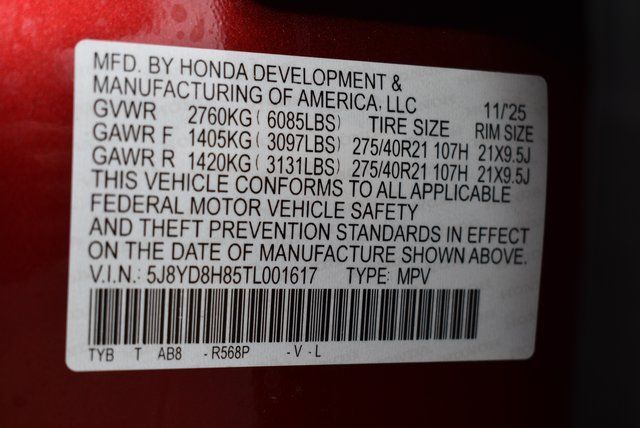 MFD. BY HONDA DEVELOPMENT &
MANUFACTURING OF AMERICA, LLC 11/'25
GVWR 2760KG ( 6085LBS) TIRE SIZE RIM SIZE
GAWR F 1405KG ( 3097LBS) 275/40R21 107H 21X9.5J
GAWR R 1420KG ( 3131LBS) 275/40R21 107H 21X9.5J
THIS VEHICLE CONFORMS TO ALL APPLICABLE
FEDERAL MOTOR VEHICLE SAFETY
AND THEFT PREVENTION STANDARDS IN EFFECT
ON THE DATE OF MANUFACTURE SHOWN ABOVE.
V.I.N.: 5J8YD8H85TL001617 TYPE: MPV
TYB T AB8 -R568P -V-L